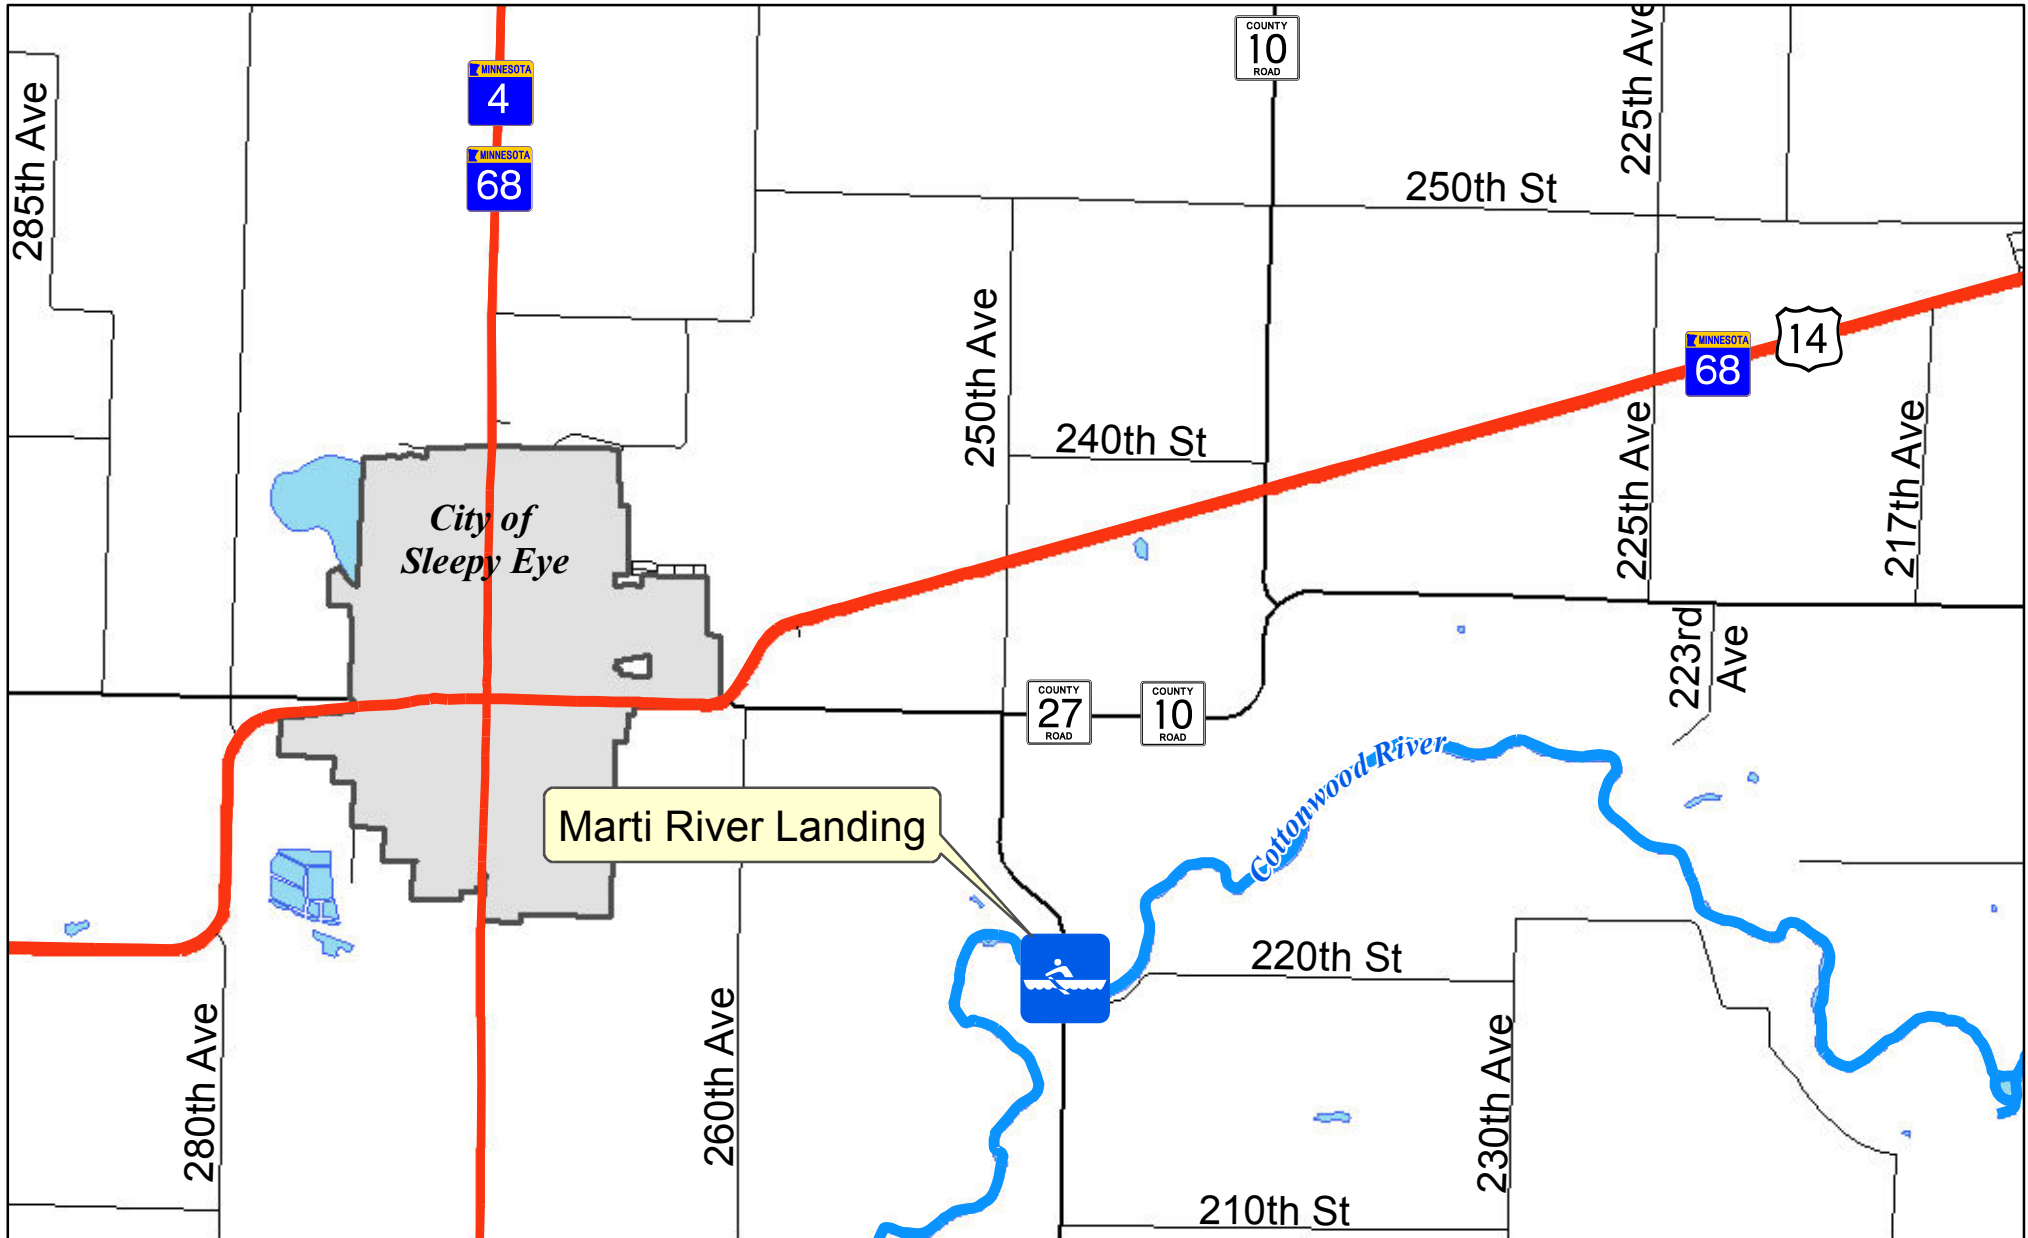 COUNTY
10
ROAD
225th Ave
MINNESOTA
4
285th Ave
MINNESOTA
68
250th St
250th Ave
14
MINNESOTA
68
240th St
225th Ave
217th Ave
City of
Sleepy Eye
223rd
Ave
COUNTY
27
ROAD
COUNTY
10
ROAD
Cottonwood River
Marti River Landing
220th St
280th Ave
260th Ave
230th Ave
210th St